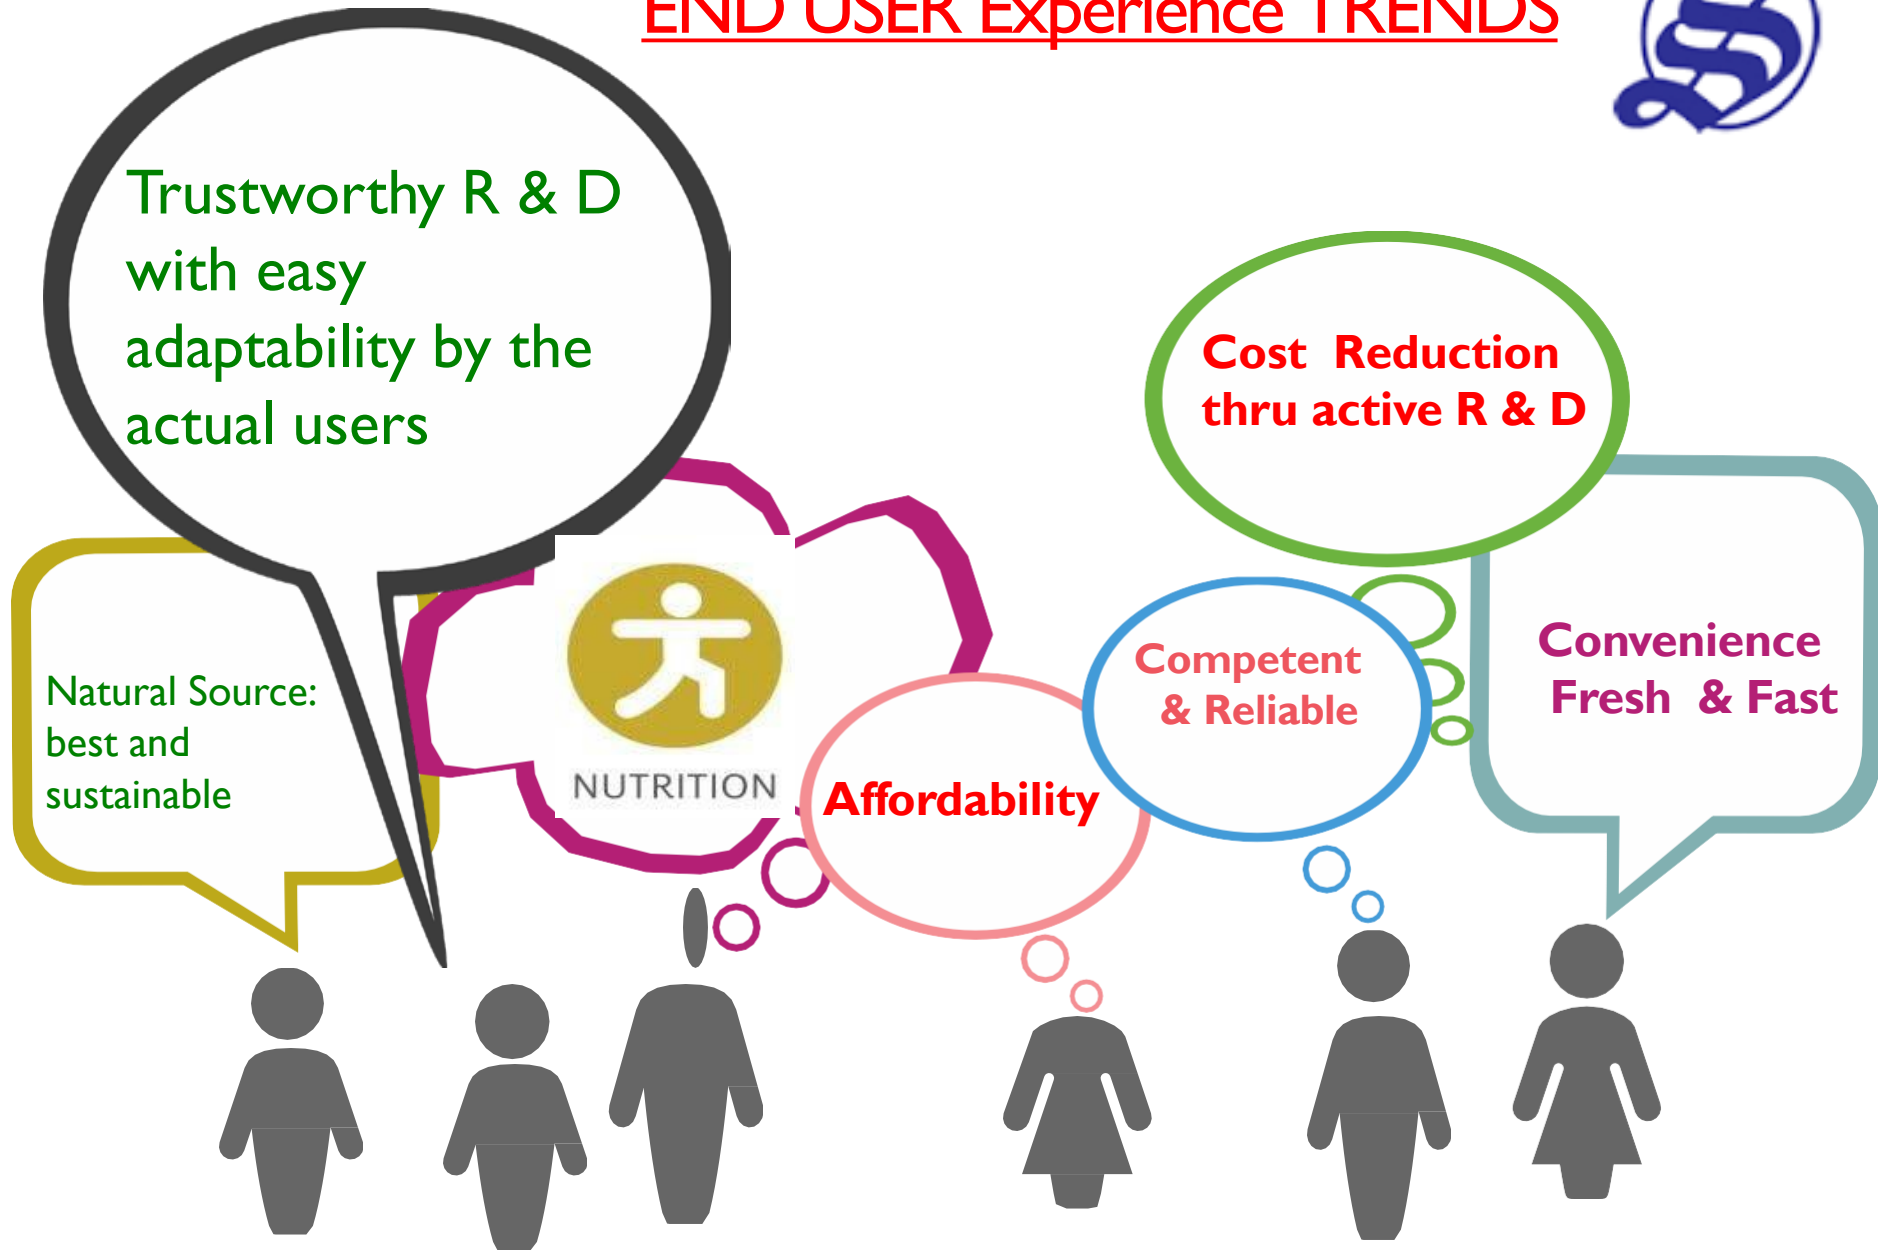 END USER Experience TRENDS
Trustworthy R & D
with easy
adaptability by the
actual users
Cost Reduction
thru active R & D
Natural Source:
best and
sustainable
NUTRITION
Affordability
Competent
& Reliable
Convenience
Fresh & Fast